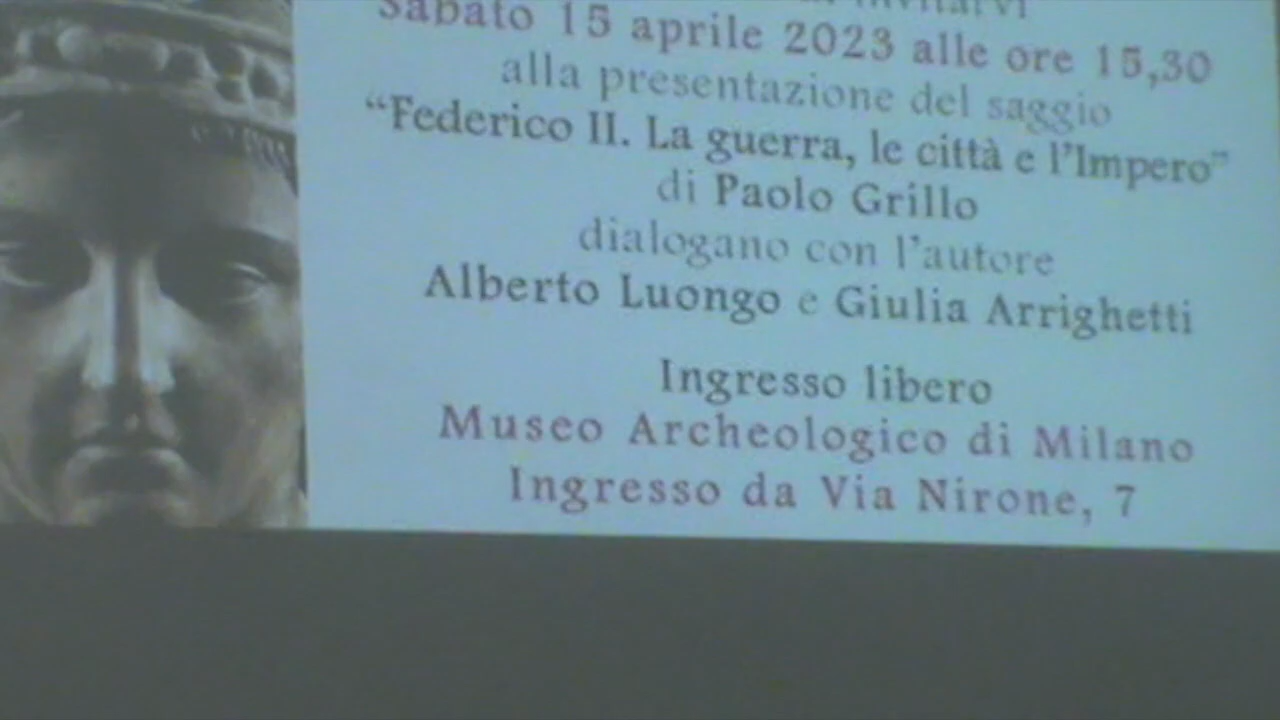 invitarvi
Sabato 15 aprile 2023 alle ore 15,30
alla presentazione del saggio
“Federico II. La guerra, le città e l’Impero”
di Paolo Grillo
dialogano con l’autore
Alberto Luongo e Giulia Arrighetti
Ingresso libero
Museo Archeologico di Milano
Ingresso da Via Nirone, 7